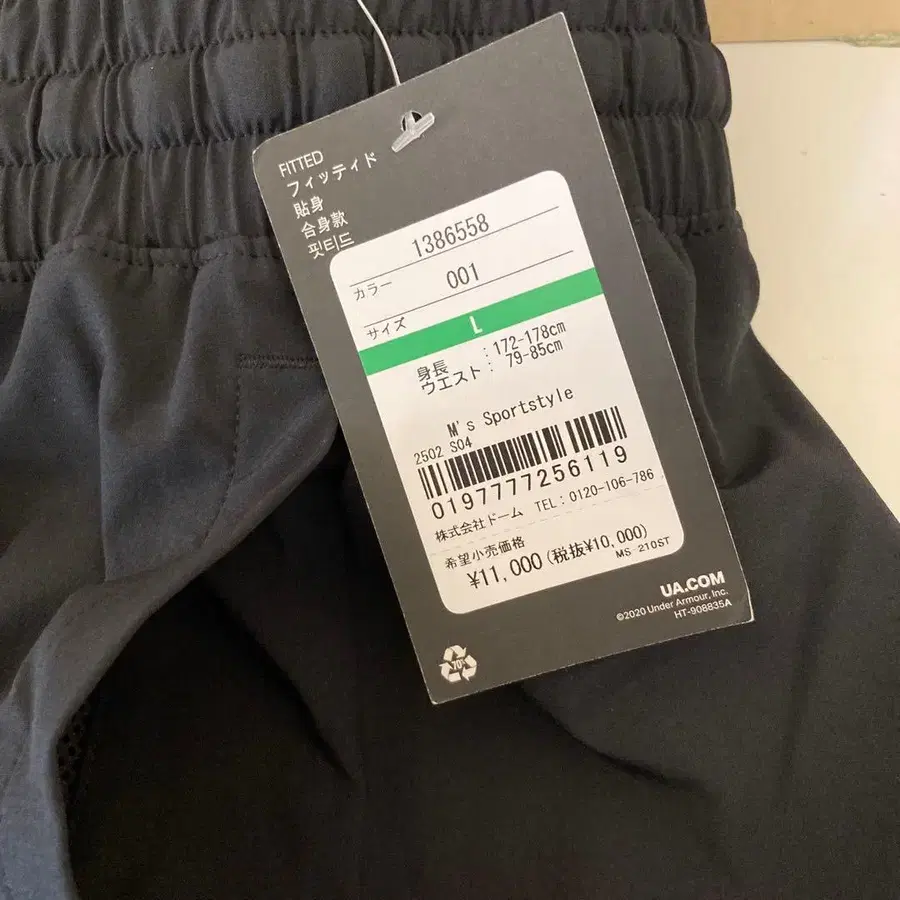 FITTED
フィッティド
貼身
合身款
핏티드
1386558
カラー 001
サイズ L
身長 :172-178cm
ウエスト: 79-85cm
M's Sportstyle
2502 S04
0197777256119
株式会社ドーム TEL:0120-106-786
希望小売価格
¥11,000(税抜¥10,000)
MS 210ST
UA.COM
©2020 Under Armour, Inc.
HT-908835A
70%